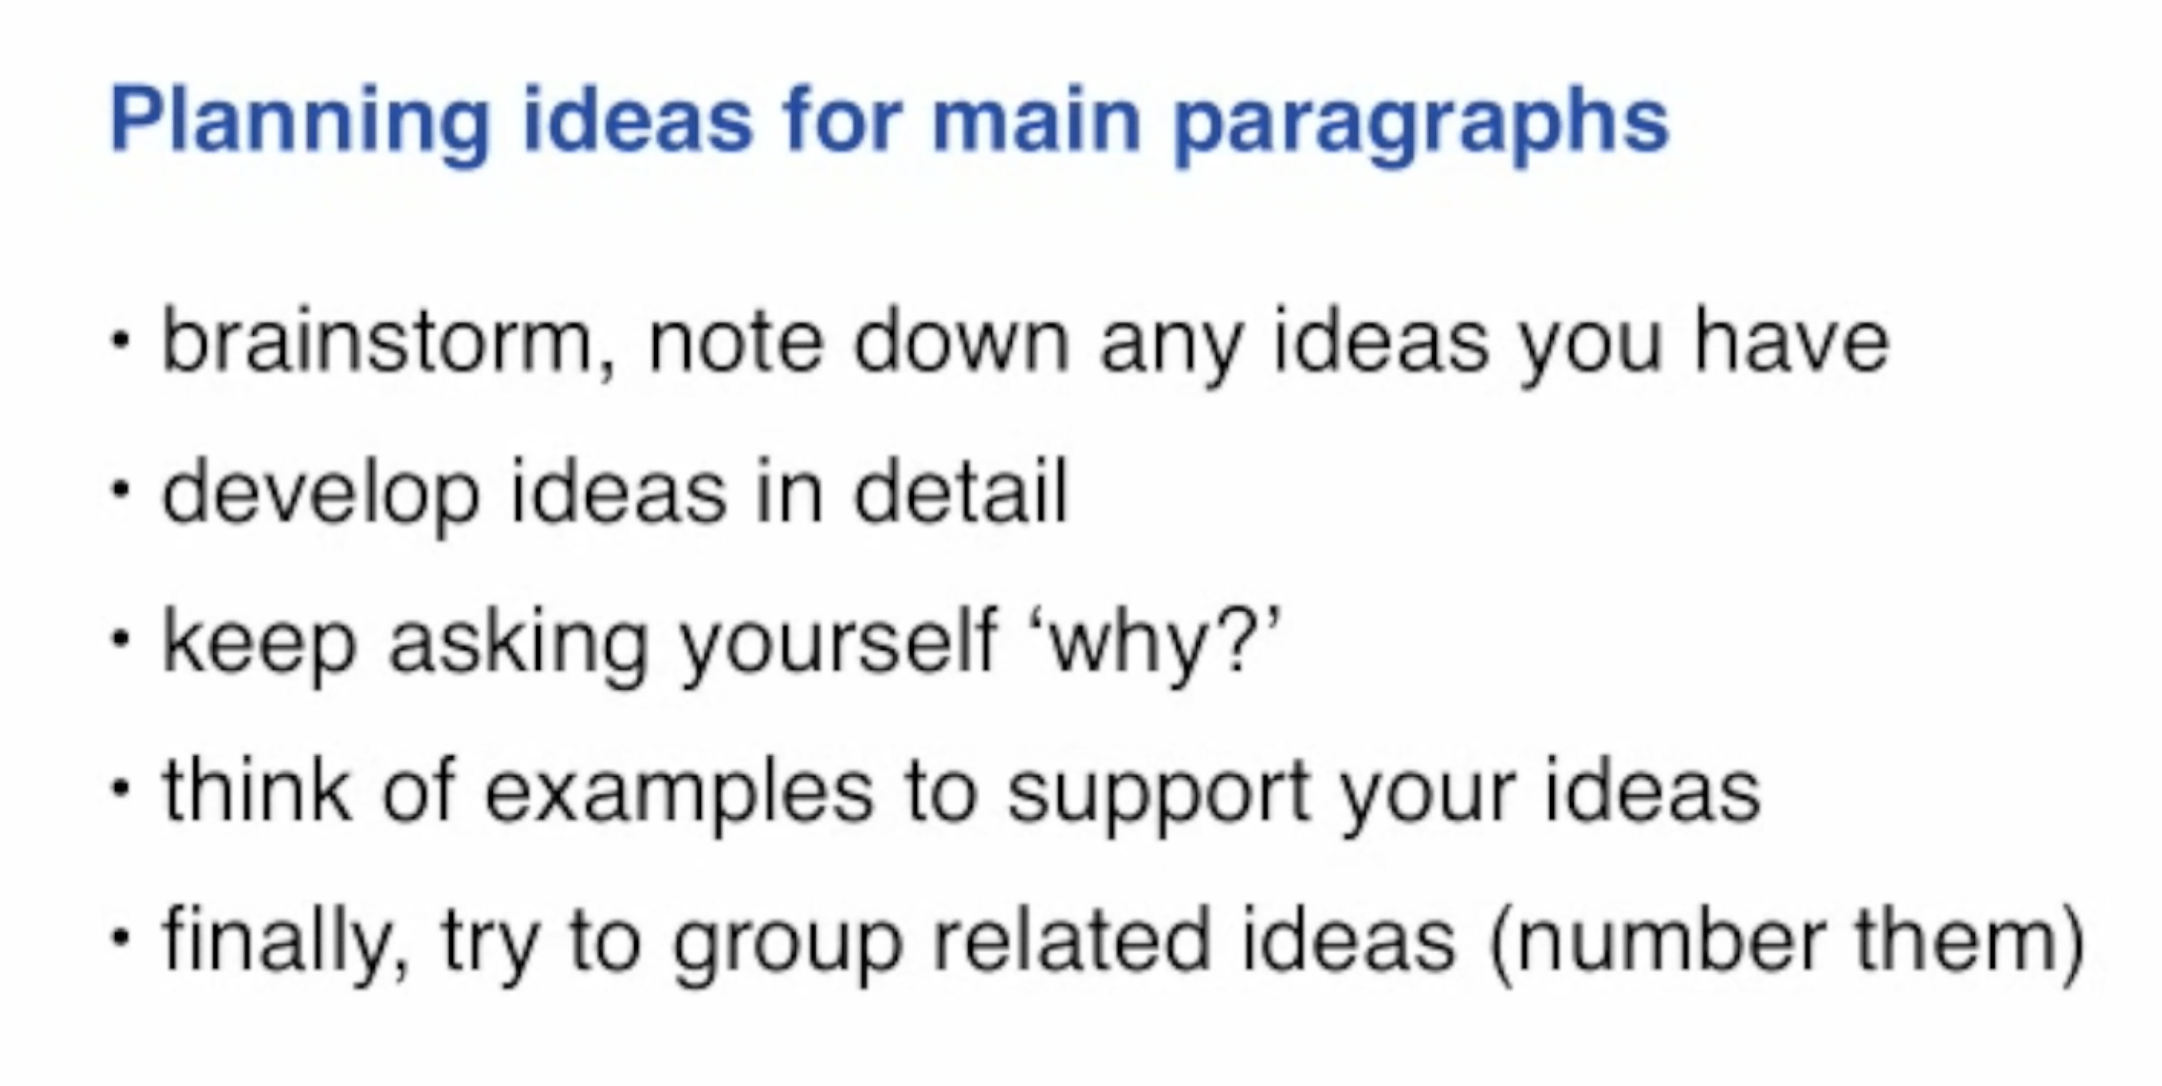 Planning ideas for main paragraphs
• brainstorm, note down any ideas you have
• develop ideas in detail
• keep asking yourself ‘why?’
• think of examples to support your ideas
• finally, try to group related ideas (number them)